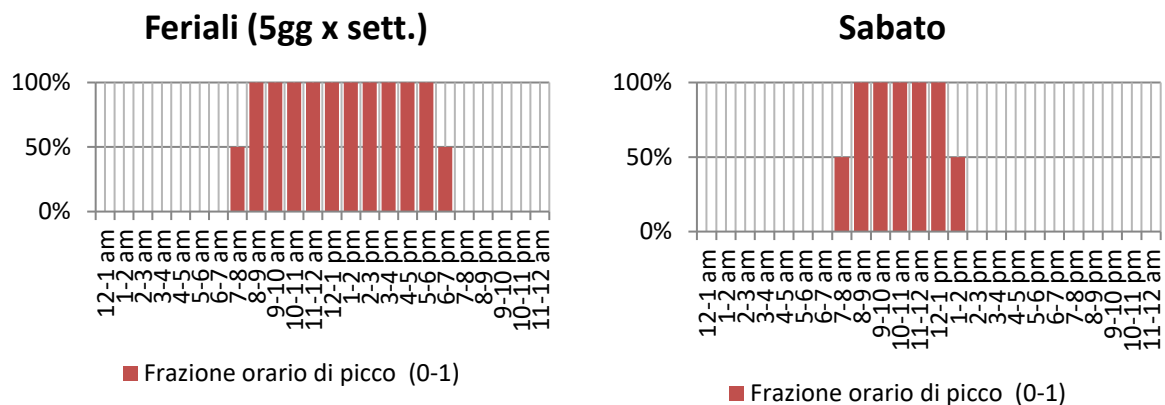 Feriali (5gg x sett.)
100%
50%
0%
12-1 am
1-2 am
2-3 am
3-4 am
4-5 am
5-6 am
6-7 am
7-8 am
8-9 am
9-10 am
10-11 am
11-12 am
12-1 pm
1-2 pm
2-3 pm
3-4 pm
4-5 pm
5-6 pm
6-7 pm
7-8 pm
8-9 pm
9-10 pm
10-11 pm
11-12 am
Frazione orario di picco (0-1)
Sabato
100%
50%
0%
12-1 am
1-2 am
2-3 am
3-4 am
4-5 am
5-6 am
6-7 am
7-8 am
8-9 am
9-10 am
10-11 am
11-12 am
12-1 pm
1-2 pm
2-3 pm
3-4 pm
4-5 pm
5-6 pm
6-7 pm
7-8 pm
8-9 pm
9-10 pm
10-11 pm
11-12 am
Frazione orario di picco (0-1)